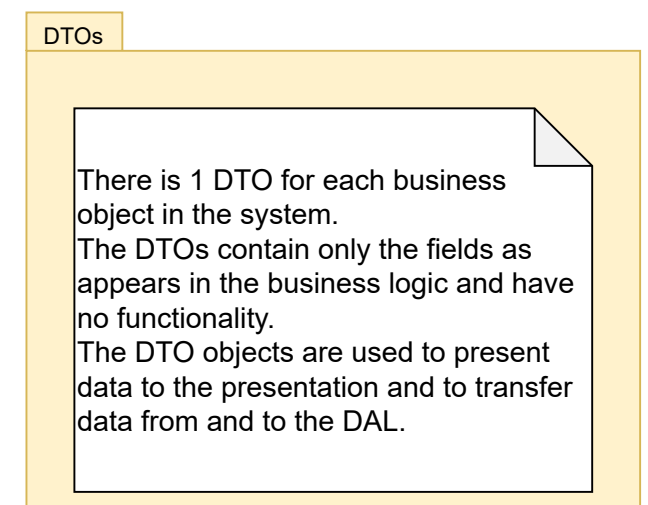 DTOs
There is 1 DTO for each business
object in the system.
The DTOs contain only the fields as
appears in the business logic and have
no functionality.
The DTO objects are used to present
data to the presentation and to transfer
data from and to the DAL.